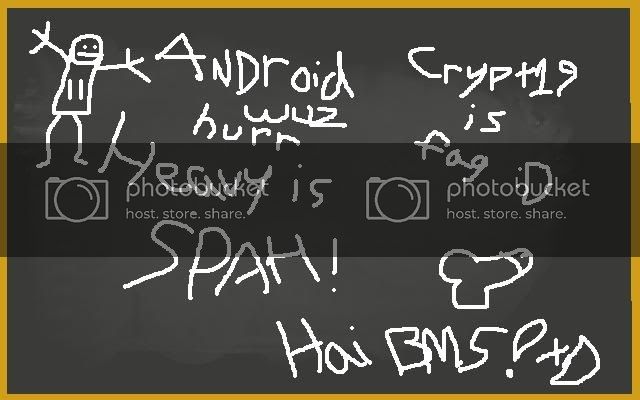 ANDroid
wuz
hurr
Heavy is
SPAH!
Crypt19
is
fag D
photobucket
host. store. share.
photobucket
host. store. share.
Hai BMS